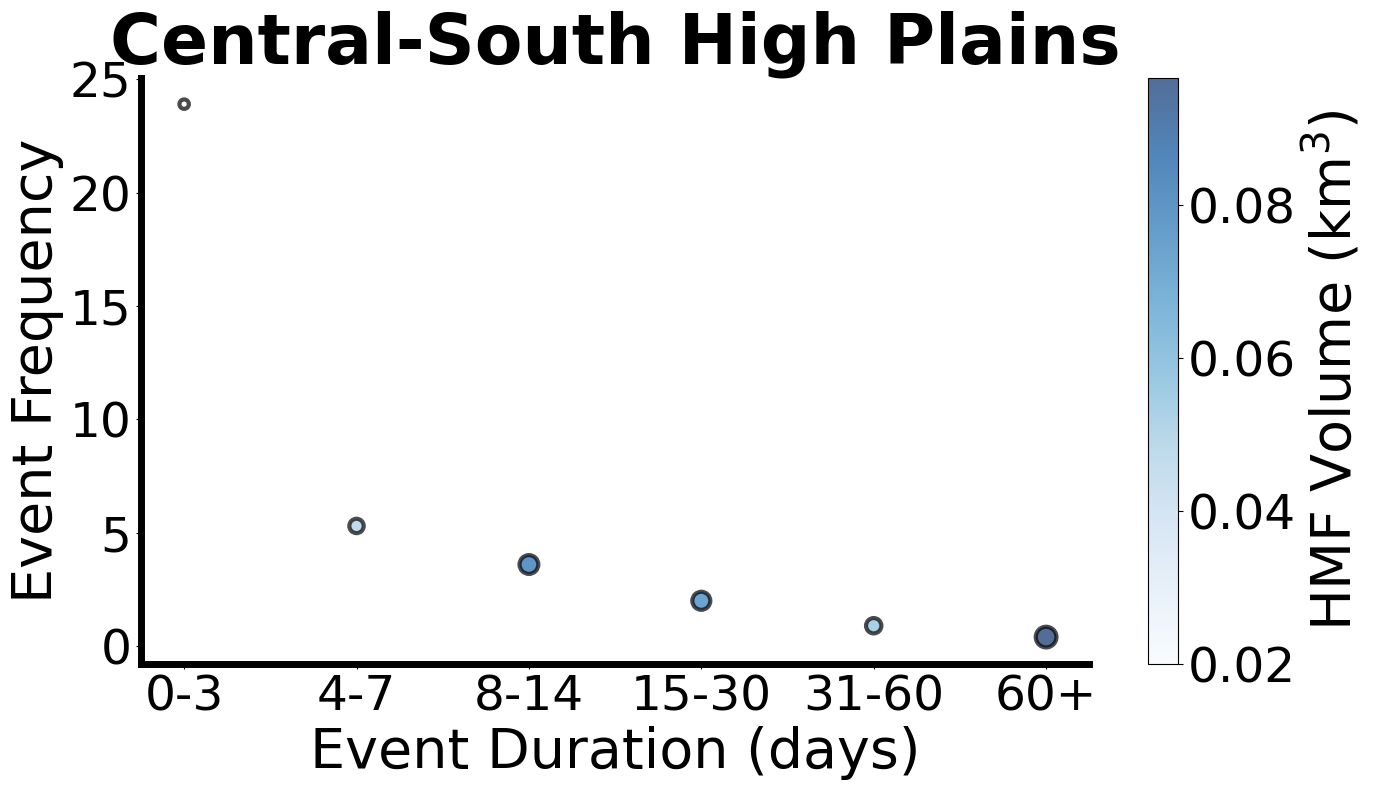 Central-South High Plains
Event Frequency
25
20
15
10
5
0
0-3 4-7 8-14 15-30 31-60 60+
Event Duration (days)
0.08
0.06
0.04
0.02
HMF Volume (km³)